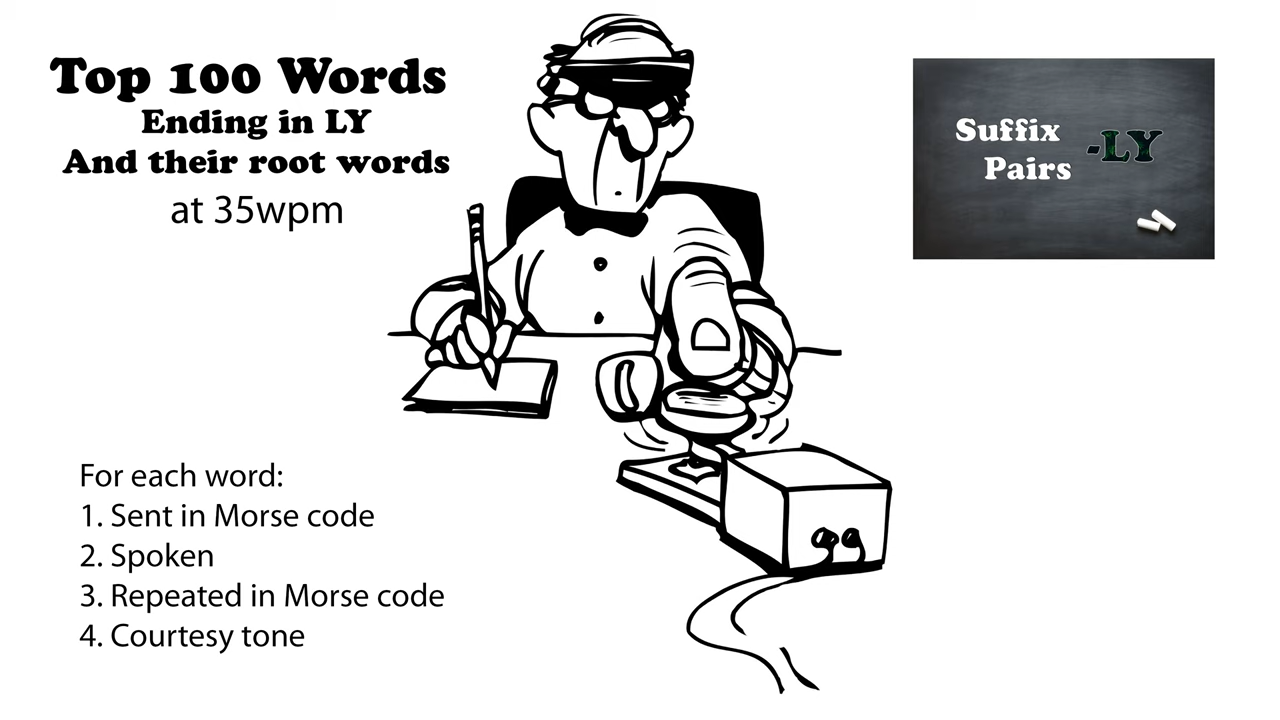 Top 100 Words
Ending in LY
And their root words
at 35wpm
Suffix
Pairs
-LY
For each word:
1. Sent in Morse code
2. Spoken
3. Repeated in Morse code
4. Courtesy tone